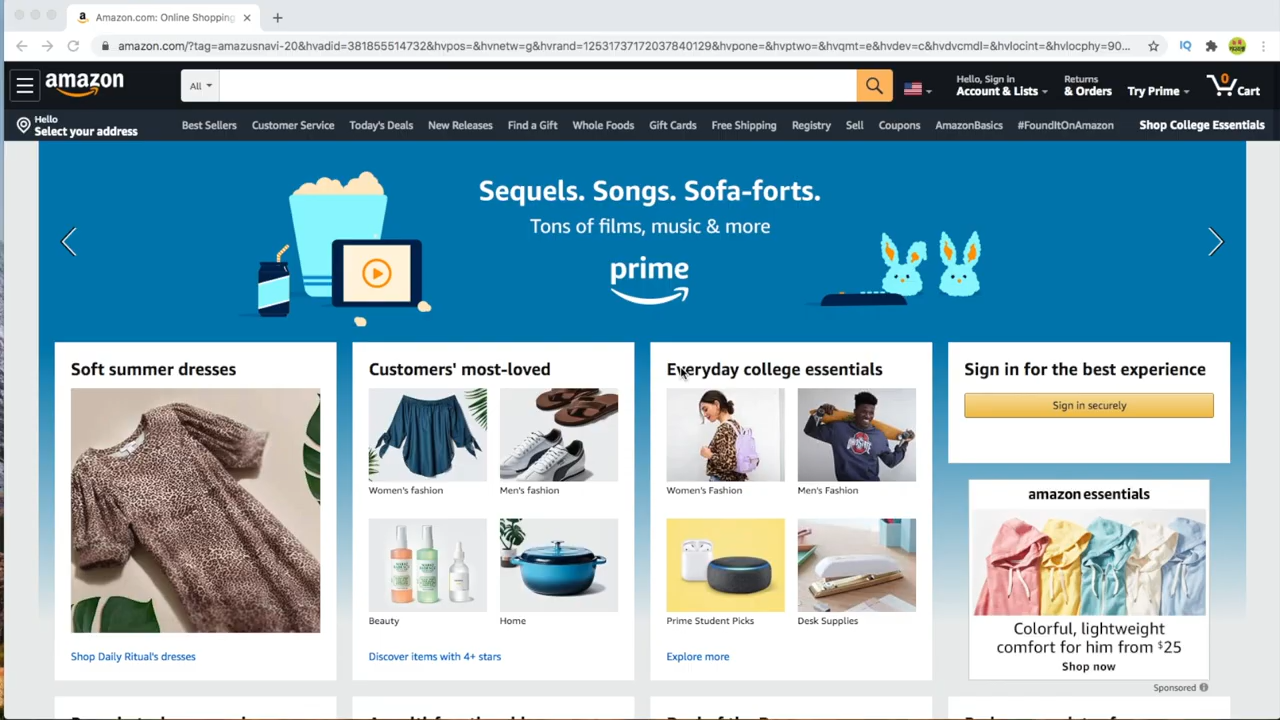 Amazon.com: Online Shopping
amazon.com/?tag=amazusnavi-20&hvadid=381855514732&hvpos=&hvnetw=g&hvrand=12531737172037840129&hvpone=&hvptwo=&hvqmt=e&hvdev=c&hvdvcmdl=&hvlocint=&hvlocphy=90...
IQ
amazon
All
Hello, Sign in
Account & Lists
Returns
& Orders
Try Prime
0
Cart
Hello
Select your address
Best Sellers
Customer Service
Today's Deals
New Releases
Find a Gift
Whole Foods
Gift Cards
Free Shipping
Registry
Sell
Coupons
AmazonBasics
#FoundItOnAmazon
Shop College Essentials
Sequels. Songs. Sofa-forts.
Tons of films, music & more
prime
Soft summer dresses
Shop Daily Ritual's dresses
Customers' most-loved
Women's fashion
Men's fashion
Beauty
Home
Discover items with 4+ stars
Everyday college essentials
Women's Fashion
Men's Fashion
OHIO STATE
Prime Student Picks
Desk Supplies
Explore more
Sign in for the best experience
Sign in securely
amazon essentials
Colorful, lightweight
comfort for him from $25
Shop now
Sponsored